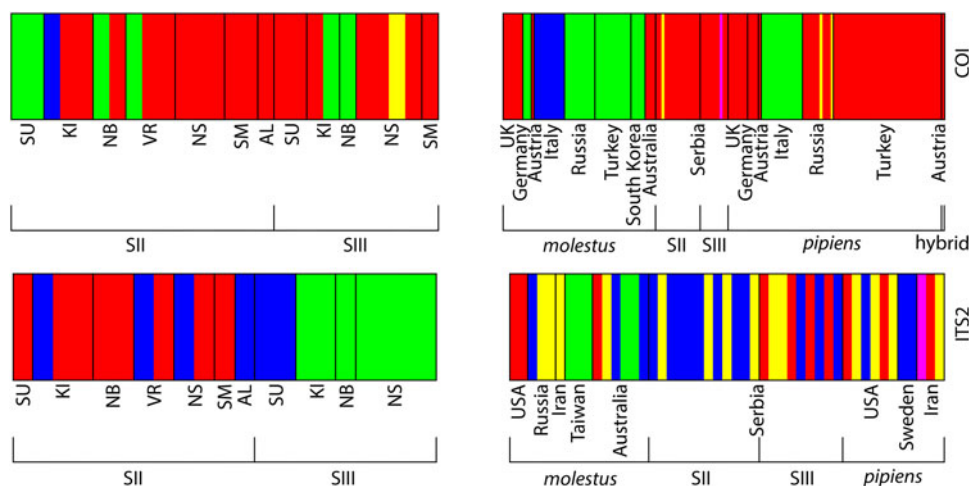 SU KI NB VR NS SM AL SU KI NB NS SM
SII SIII
UK Germany Austria Italy Russia Turkey South Korea Australia Serbia UK Germany Austria Italy Russia Turkey Austria
molestus SII SIII pipiens hybrid
COI
SU KI NB VR NS SM AL SU KI NB NS
SII SIII
USA Russia Iran Taiwan Australia Serbia USA Sweden Iran
molestus SII SIII pipiens
ITS2